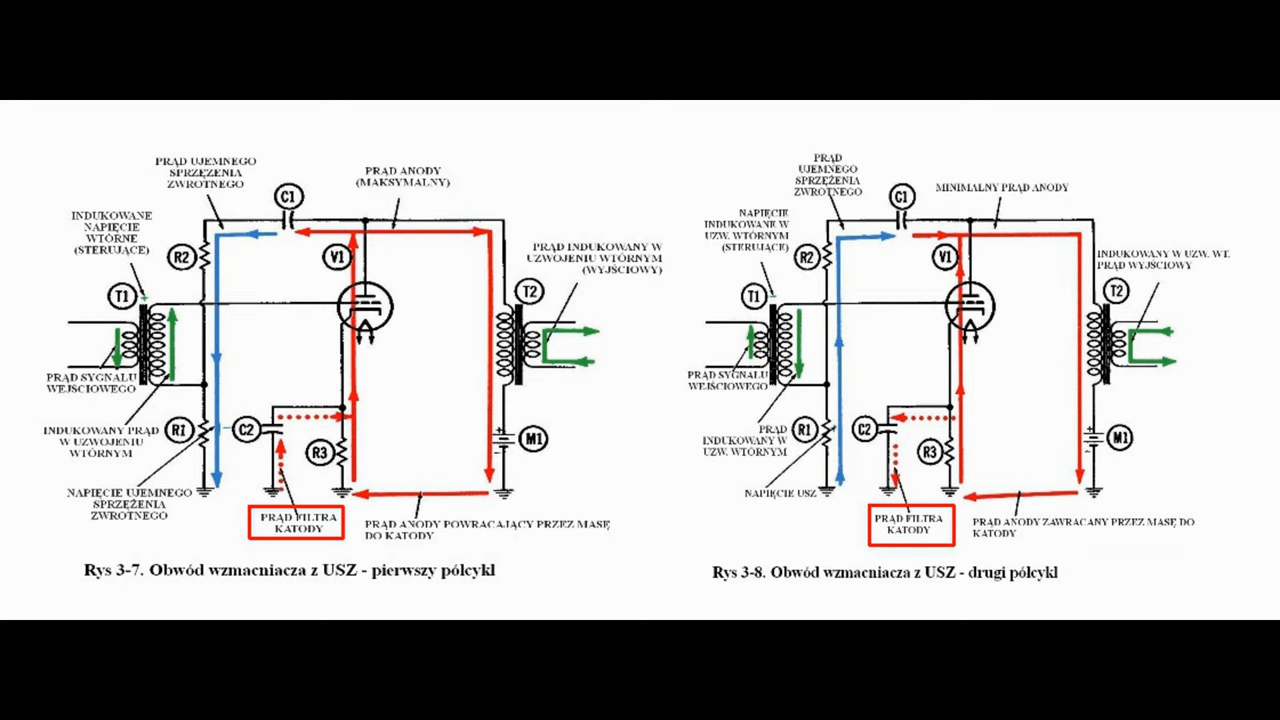 PRĄD UJEMNEGO
SPRZĘŻENIA
ZWROTNEGO
PRĄD ANODY
(MAKSYMALNY)
C1
INDUKOWANE
NAPIĘCIE
WTÓRNE
(STERUJĄCE)
PRĄD INDUKOWANY W
UZWOJENIU WTÓRNYM
(WYJŚCIOWY)
R2
V1
T1
+
T2
PRĄD SYGNALU
WEJŚCIOWEGO
INDUKOWANY PRĄD
W UZWOJENIU
WTÓRNYM
R1
C2
R3
+
-
M1
NAPIĘCIE UJEMNEGO
SPRZĘŻENIA
ZWROTNEGO
PRĄD FILTRA
KATODY
PRĄD ANODY POWRACAJĄCY PRZEZ MASĘ
DO KATODY
Rys 3-7. Obwód wzmacniacza z USZ - pierwszy pólcykl
PRĄD
UJEMNEGO
SPRZĘŻENIA
ZWROTNEGO
MINIMALNY PRĄD ANODY
C1
NAPIĘCIE
INDUKOWANE W
UZW. WTÓRNYM
(STERUJĄCE)
INDUKOWANY W UZW. WT.
PRĄD WYJŚCIOWY
R2
V1
T1
-
T2
PRĄD SYGNALU
WEJŚCIOWEGO
PRĄD
INDUKOWANY W
UZW. WTÓRNYM
R1
C2
R3
+
-
M1
NAPIĘCIE USZ
PRĄD FILTRA
KATODY
PRĄD ANODY ZAWRACANY PRZEZ MASĘ DO
KATODY
Rys 3-8. Obwód wzmacniacza z USZ - drugi pólcykl